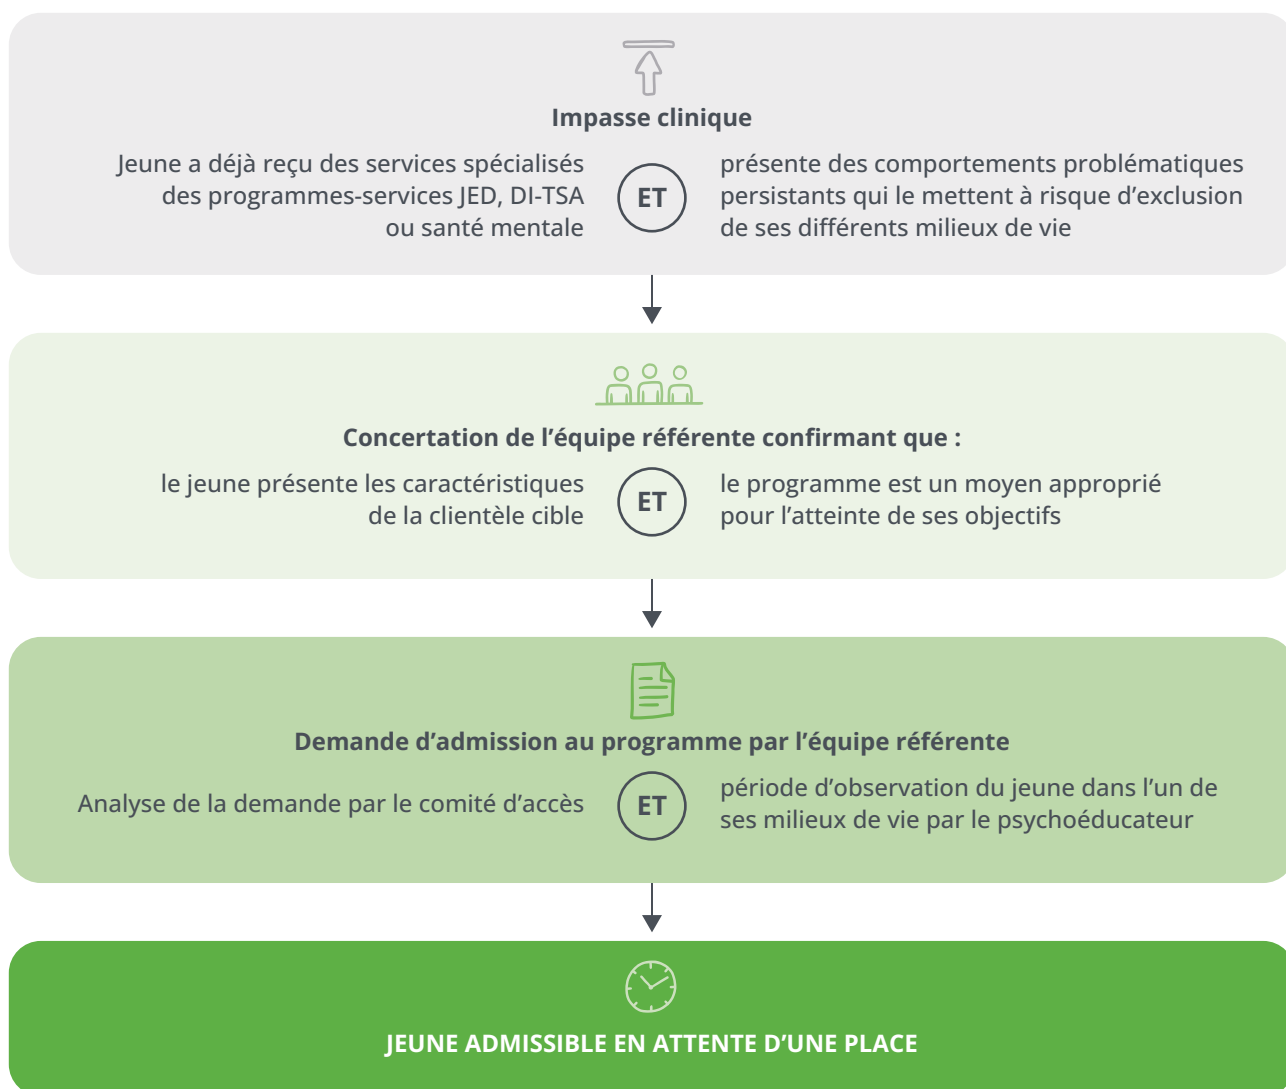 Impasse clinique
Jeune a déjà reçu des services spécialisés
des programmes-services JED, DI-TSA
ou santé mentale
ET
présente des comportements problématiques
persistants qui le mettent à risque d’exclusion
de ses différents milieux de vie
Concertation de l’équipe référente confirmant que :
le jeune présente les caractéristiques
de la clientèle cible
ET
le programme est un moyen approprié
pour l’atteinte de ses objectifs
Demande d’admission au programme par l’équipe référente
Analyse de la demande par le comité d’accès
ET
période d’observation du jeune dans l’un de
ses milieux de vie par le psychoéducateur
JEUNE ADMISSIBLE EN ATTENTE D’UNE PLACE